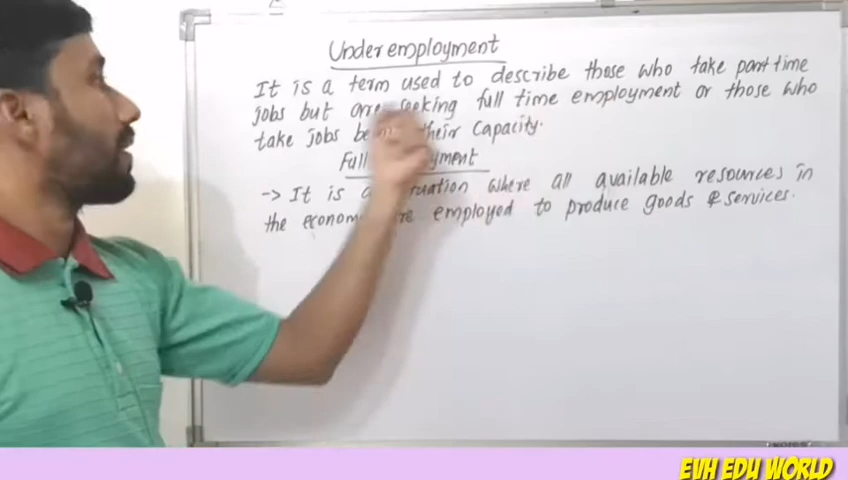 Underemployment
It is a term used to describe those who take part time
jobs but are seeking full time employment or those who
take jobs their Capacity.
Full
-> It is a where all available resources in
the employed to produce goods & services.
EVH EDU WORLD